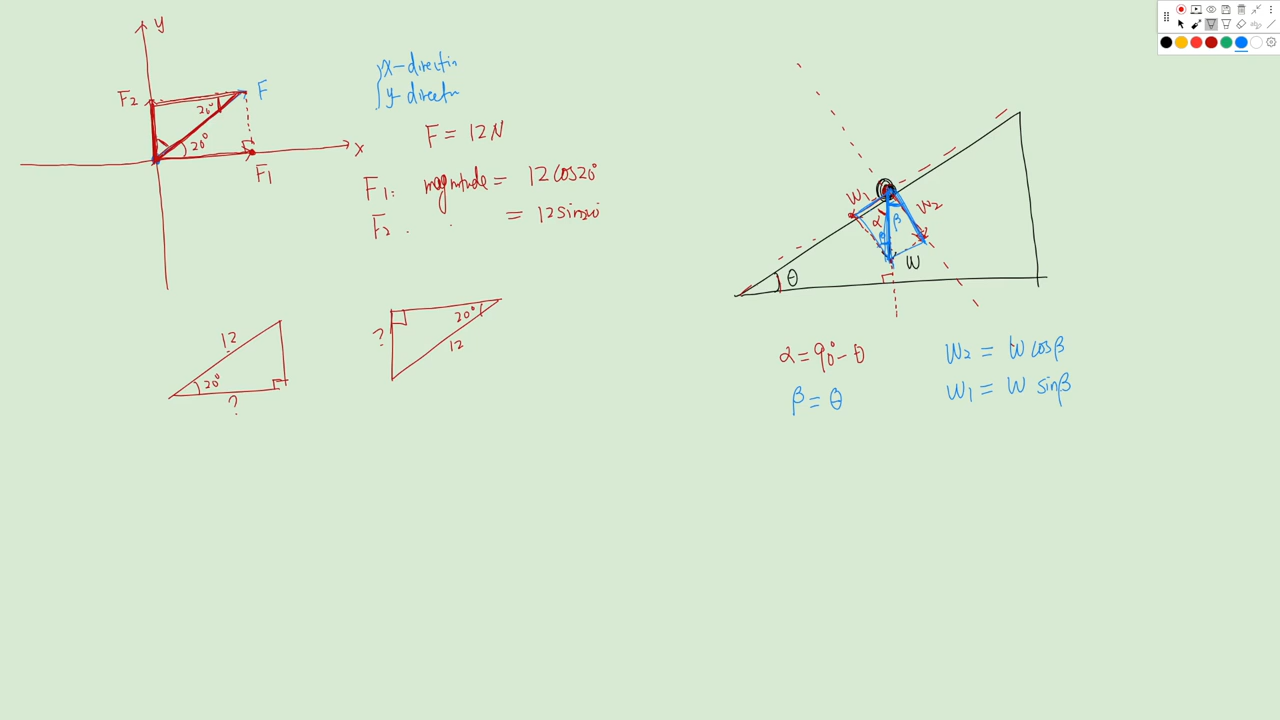 y
F2
F
20°
20°
x
F1
x-directin
y-directn
F = 12N
F1: magnitude = 12cos20°
F2 . . = 12sin20°
12
20°
?
?
20°
12
W1
W2
α
β
β
W
θ
α = 90° - θ
β = θ
W2 = W cosβ
W1 = W sinβ